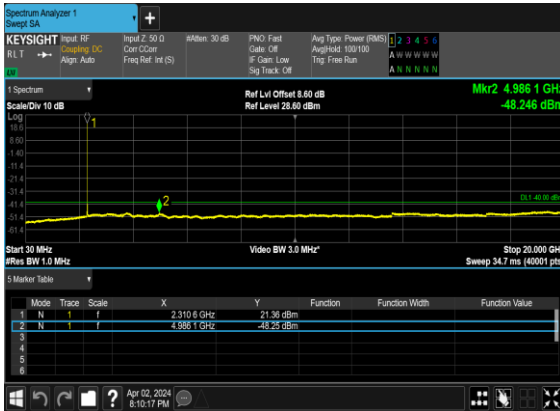 Spectrum Analyzer 1
Swept SA
KEYSIGHT
RLT
Input: RF
Coupling: DC
Align: Auto
Input Z: 50 Ω
Corr CCorr
Freq Ref: Int (S)
#Atten: 30 dB
PNO: Fast
Gate: Off
IF Gain: Low
Sig Track: Off
Avg Type: Power (RMS)
Avg|Hold: 100/100
Trig: Free Run
1 2 3 4 5 6
A W W W W W
A N N N N N
1 Spectrum
Scale/Div 10 dB
Ref Lvl Offset 8.60 dB
Ref Level 28.60 dBm
Mkr2 4.986 1 GHz
-48.246 dBm
Log
18.6
8.60
-1.40
-11.4
-21.4
-31.4
-41.4
-51.4
-61.4
1
2
DL1 -40.00 dBm
Start 30 MHz
#Res BW 1.0 MHz
Video BW 3.0 MHz*
Stop 20.000 GH
Sweep 34.7 ms (40001 pts
5 Marker Table
Mode Trace Scale X Y Function Function Width Function Value
1 N 1 f 2.310 6 GHz 21.36 dBm
2 N 1 f 4.986 1 GHz -48.25 dBm
3
4
5
6
Apr 02, 2024
8:10:17 PM